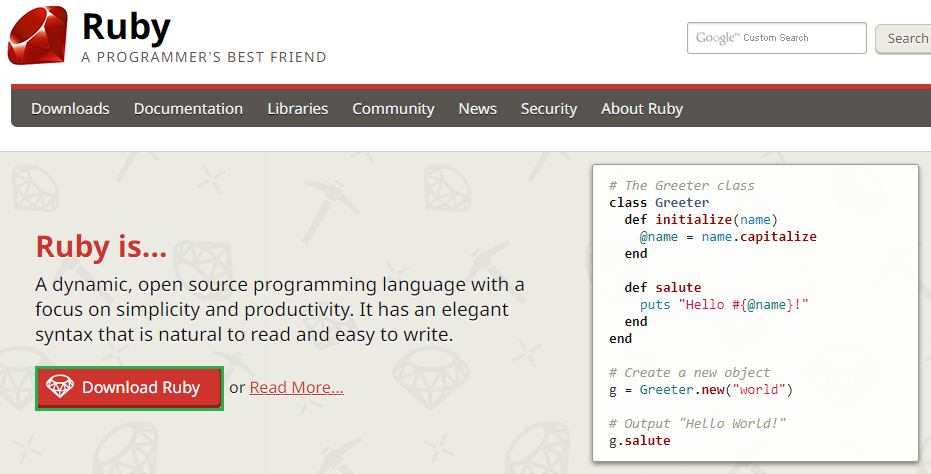 Ruby
A PROGRAMMER'S BEST FRIEND
Google™ Custom Search
Search
Downloads Documentation Libraries Community News Security About Ruby
Ruby is...
A dynamic, open source programming language with a
focus on simplicity and productivity. It has an elegant
syntax that is natural to read and easy to write.
Download Ruby or Read More...
# The Greeter class
class Greeter
  def initialize(name)
    @name = name.capitalize
  end

  def salute
    puts "Hello #{@name}!"
  end
end

# Create a new object
g = Greeter.new("world")

# Output "Hello World!"
g.salute